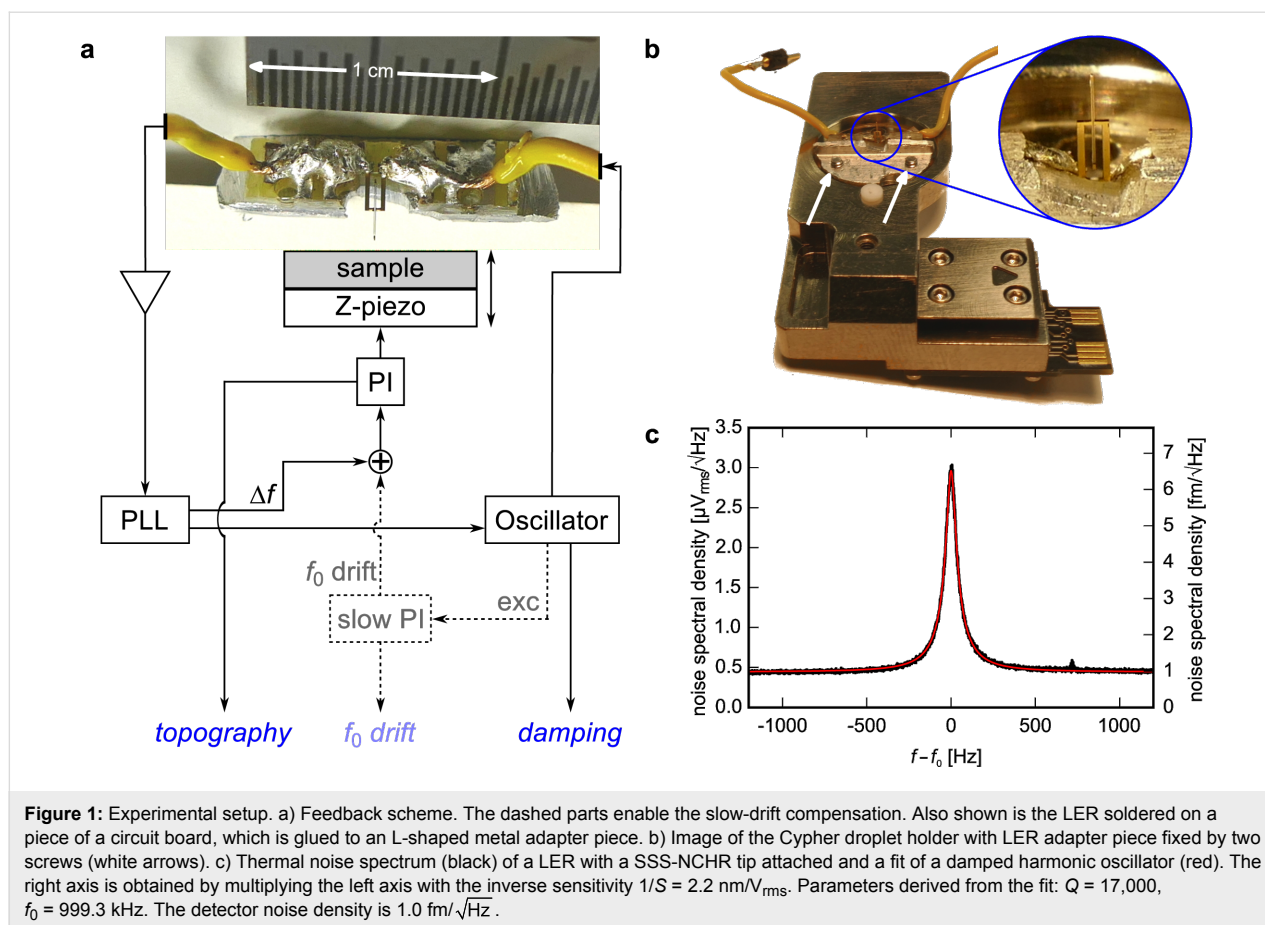 a
1 cm
sample
Z-piezo
PI
Δf
PLL
Oscillator
f₀ drift
exc
slow PI
topography
f₀ drift
damping
b
c
noise spectral density [µVrms/√Hz]
3.5
3.0
2.5
2.0
1.5
1.0
0.5
0.0
7
6
5
4
3
2
1
0
noise spectral density [fm/√Hz]
-1000
-500
0
500
1000
f – f₀ [Hz]
Figure 1: Experimental setup. a) Feedback scheme. The dashed parts enable the slow-drift compensation. Also shown is the LER soldered on a
piece of a circuit board, which is glued to an L-shaped metal adapter piece. b) Image of the Cypher droplet holder with LER adapter piece fixed by two
screws (white arrows). c) Thermal noise spectrum (black) of a LER with a SSS-NCHR tip attached and a fit of a damped harmonic oscillator (red). The
right axis is obtained by multiplying the left axis with the inverse sensitivity 1/S = 2.2 nm/Vrms. Parameters derived from the fit: Q = 17,000,
f₀ = 999.3 kHz. The detector noise density is 1.0 fm/√Hz .